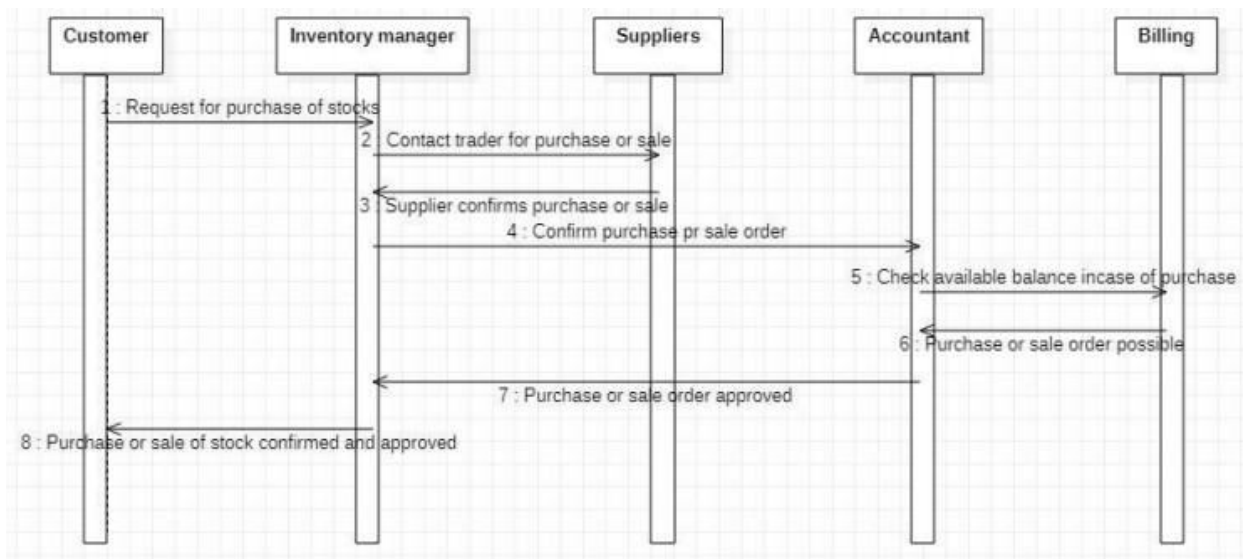 Customer
Inventory manager
Suppliers
Accountant
Billing
1 : Request for purchase of stocks
2 : Contact trader for purchase or sale
3 : Supplier confirms purchase or sale
4 : Confirm purchase pr sale order
5 : Check available balance incase of purchase
6 : Purchase or sale order possible
7 : Purchase or sale order approved
8 : Purchase or sale of stock confirmed and approved